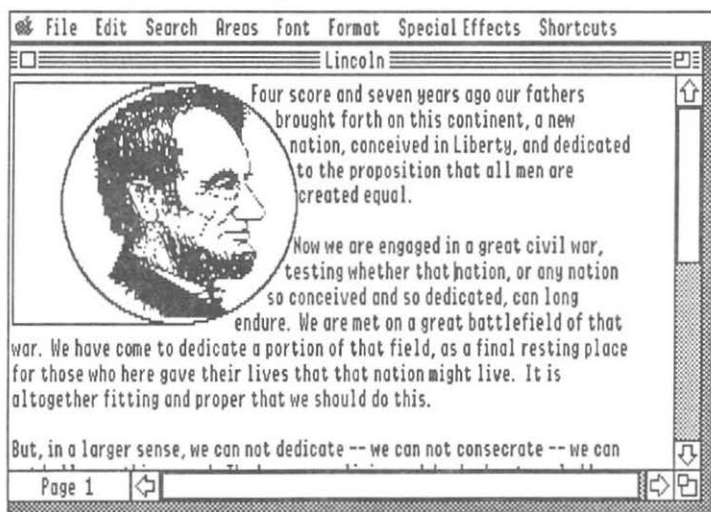 File Edit Search Areas Font Format Special Effects Shortcuts
Lincoln
Four score and seven years ago our fathers
brought forth on this continent, a new
nation, conceived in Liberty, and dedicated
to the proposition that all men are
created equal.
Now we are engaged in a great civil war,
testing whether that nation, or any nation
so conceived and so dedicated, can long
endure. We are met on a great battlefield of that
war. We have come to dedicate a portion of that field, as a final resting place
for those who here gave their lives that that nation might live. It is
altogether fitting and proper that we should do this.
But, in a larger sense, we can not dedicate -- we can not consecrate -- we can
Page 1